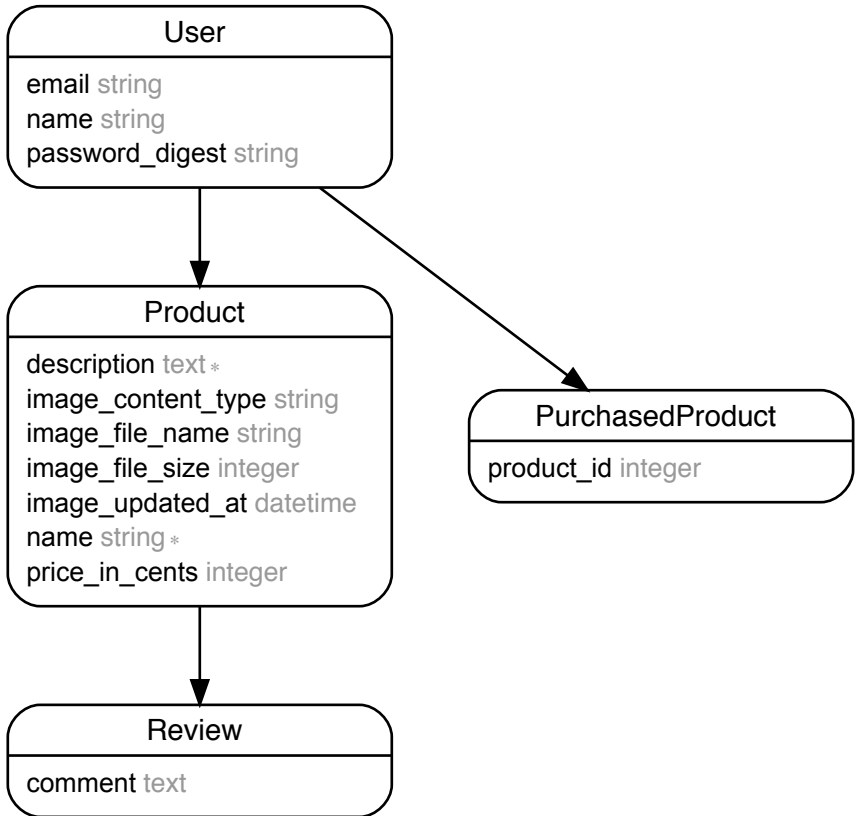 User
email string
name string
password_digest string
Product
description text *
image_content_type string
image_file_name string
image_file_size integer
image_updated_at datetime
name string *
price_in_cents integer
PurchasedProduct
product_id integer
Review
comment text